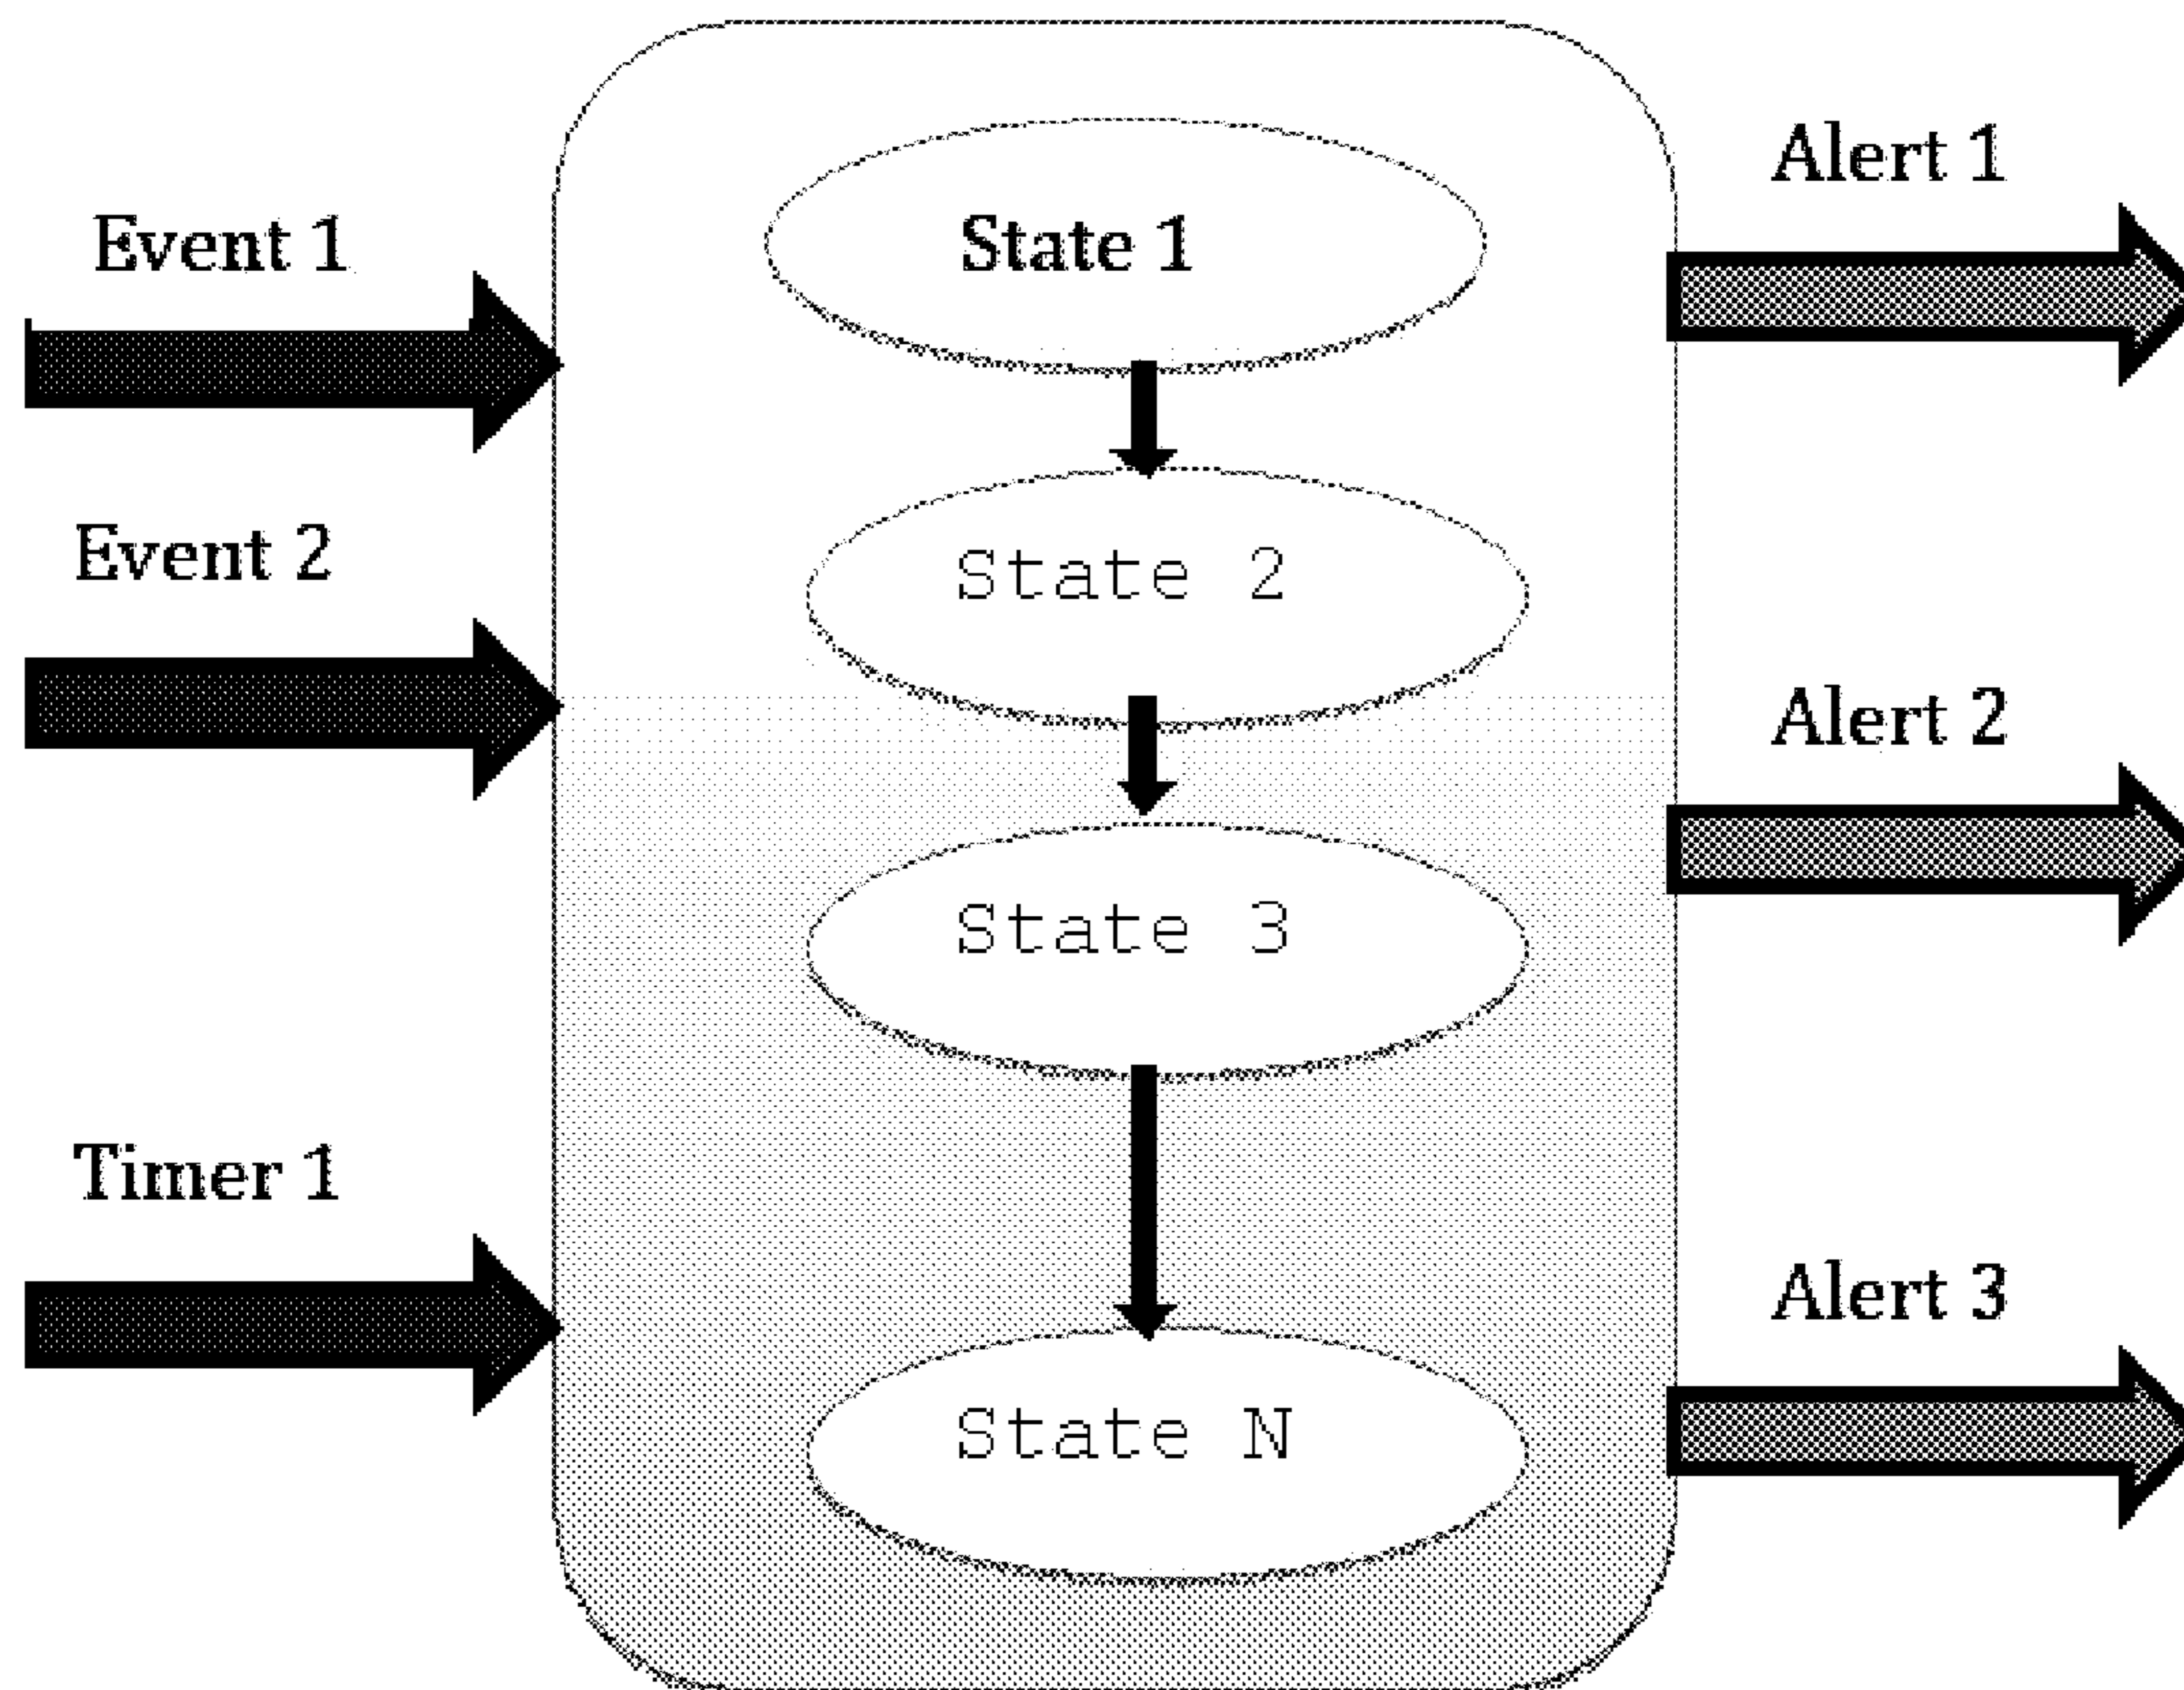 Event 1
Event 2
Timer 1
State 1
State 2
State 3
State N
Alert 1
Alert 2
Alert 3